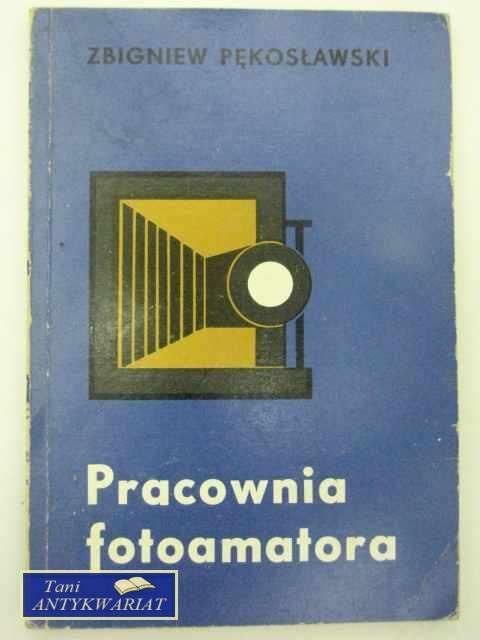 ZBIGNIEW PĘKOSŁAWSKI
Pracownia
fotoamatora
Tani
ANTYKWARIAT